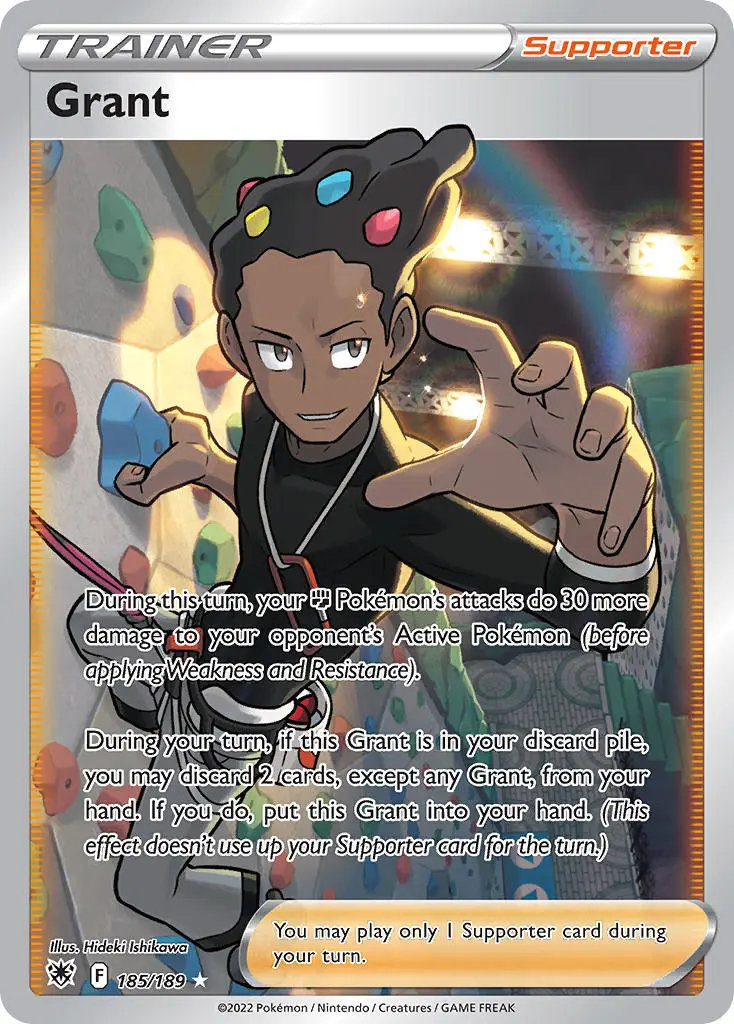 TRAINER
Supporter
Grant
During this turn, your Pokémon's attacks do 30 more
damage to your opponent's Active Pokémon (before
applying Weakness and Resistance).
During your turn, if this Grant is in your discard pile,
you may discard 2 cards, except any Grant, from your
hand. If you do, put this Grant into your hand. (This
effect doesn't use up your Supporter card for the turn.)
You may play only 1 Supporter card during
your turn.
Illus. Hideki Ishikawa
F 185/189
©2022 Pokémon / Nintendo / Creatures / GAME FREAK